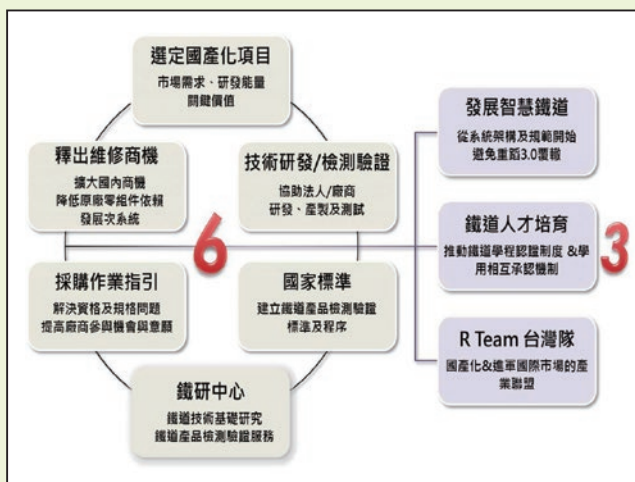 選定國產化項目
市場需求、研發能量
關鍵價值
釋出維修商機
擴大國內商機
降低原廠零組件依賴
發展次系統
技術研發/檢測驗證
協助法人/廠商
研發、產製及測試
6
採購作業指引
解決資格及規格問題
提高廠商參與機會與意願
國家標準
建立鐵道產品檢測驗證
標準及程序
鐵研中心
鐵道技術基礎研究
鐵道產品檢測驗證服務
發展智慧鐵道
從系統架構及規範開始
避免重蹈3.0覆轍
鐵道人才培育
推動鐵道學程認證制度 &學
用相互承認機制
3
R Team 台灣隊
國產化&進軍國際市場的產
業聯盟